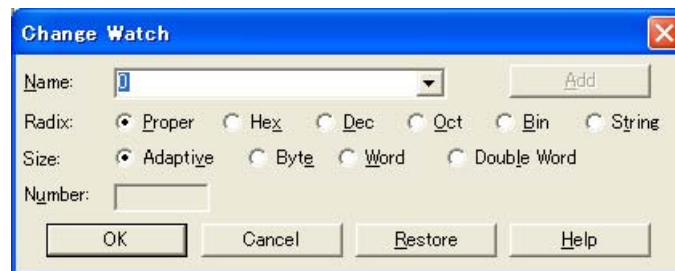 Change Watch
Name: Add
Radix: Proper Hex Dec Oct Bin String
Size: Adaptive Byte Word Double Word
Number:
OK Cancel Restore Help